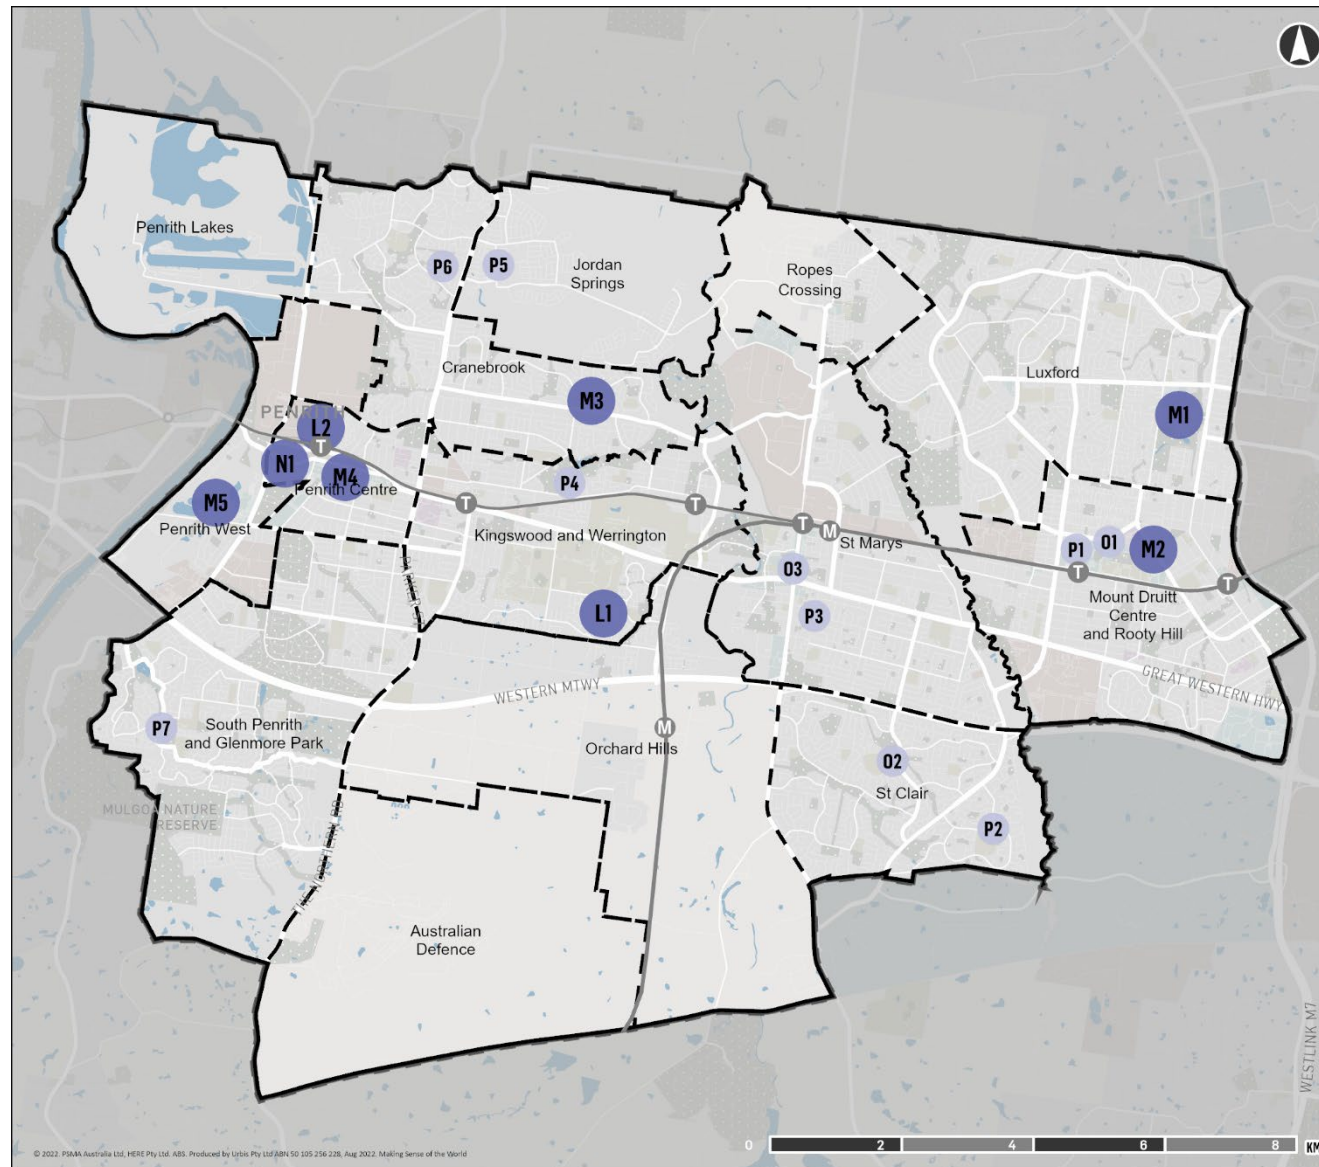 Penrith Lakes
P6
P5
Jordan
Springs
Ropes
Crossing
Luxford
Cranebrook
M3
M1
PENRITH
L2
T
N1
M4
Penrith Centre
M5
Penrith West
P4
T
T
Kingswood and Werrington
T
M
St Marys
O3
P3
P1
O1
M2
T
T
Mount Druitt
Centre
and Rooty Hill
L1
GREAT WESTERN HWY
WESTERN MTWY
P7
South Penrith
and Glenmore Park
M
Orchard Hills
O2
St Clair
P2
MULGOA NATURE
RESERVE
THE NORTHERN RD
Australian
Defence
WESTLINK M7
0 2 4 6 8 KM
© 2022. PSMA Australia Ltd, HERE Pty Ltd. ABS. Produced by Urbis Pty Ltd ABN 50 105 256 228, Aug 2022. Making Sense of the World